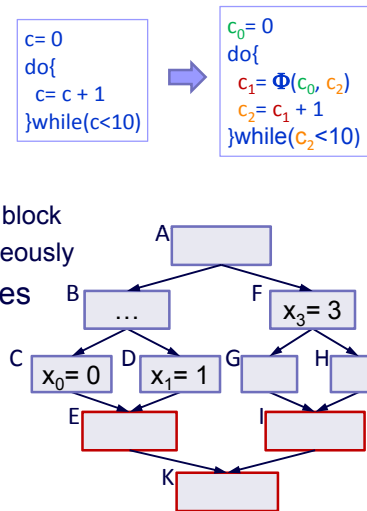 c= 0
do{
c= c + 1
}while(c<10)
c₀= 0
do{
c₁= Φ(c₀, c₂)
c₂= c₁ + 1
}while(c₂<10)
block
eously
es
A
B
...
F
x₃= 3
C
x₀= 0
D
x₁= 1
G
H
E
I
K